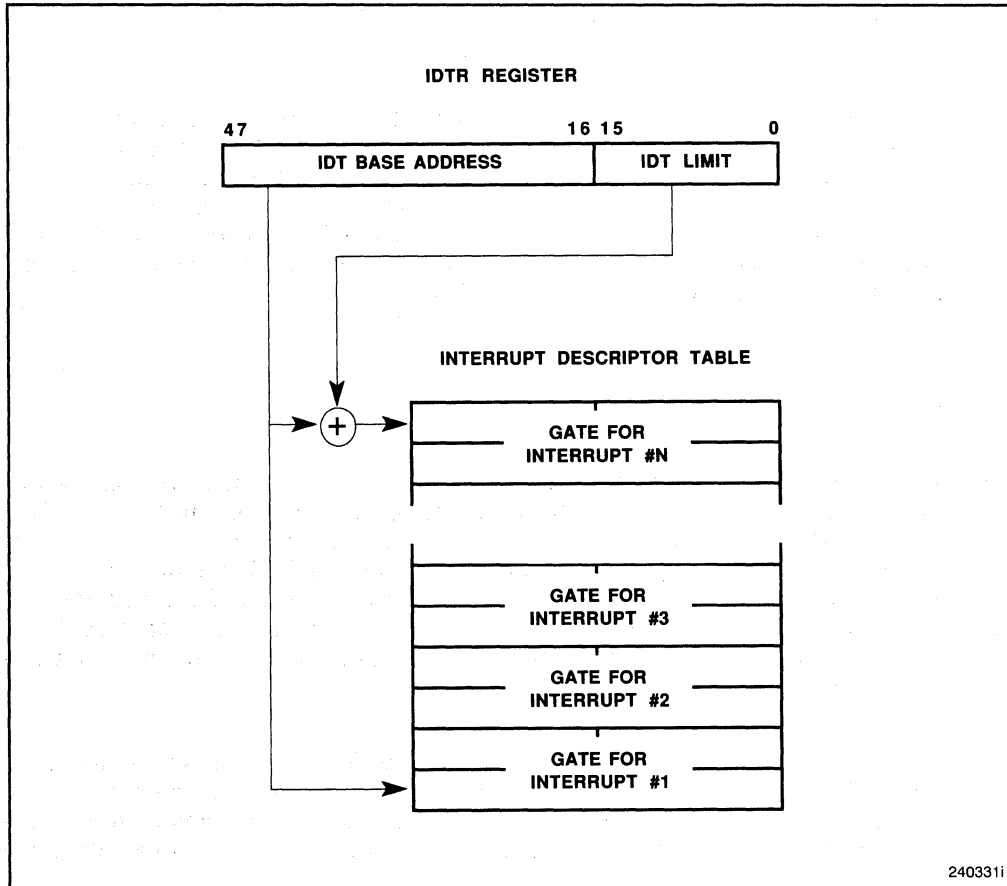 IDTR REGISTER
47 16 15 0
IDT BASE ADDRESS IDT LIMIT
INTERRUPT DESCRIPTOR TABLE
+
GATE FOR
INTERRUPT #N
GATE FOR
INTERRUPT #3
GATE FOR
INTERRUPT #2
GATE FOR
INTERRUPT #1
240331i